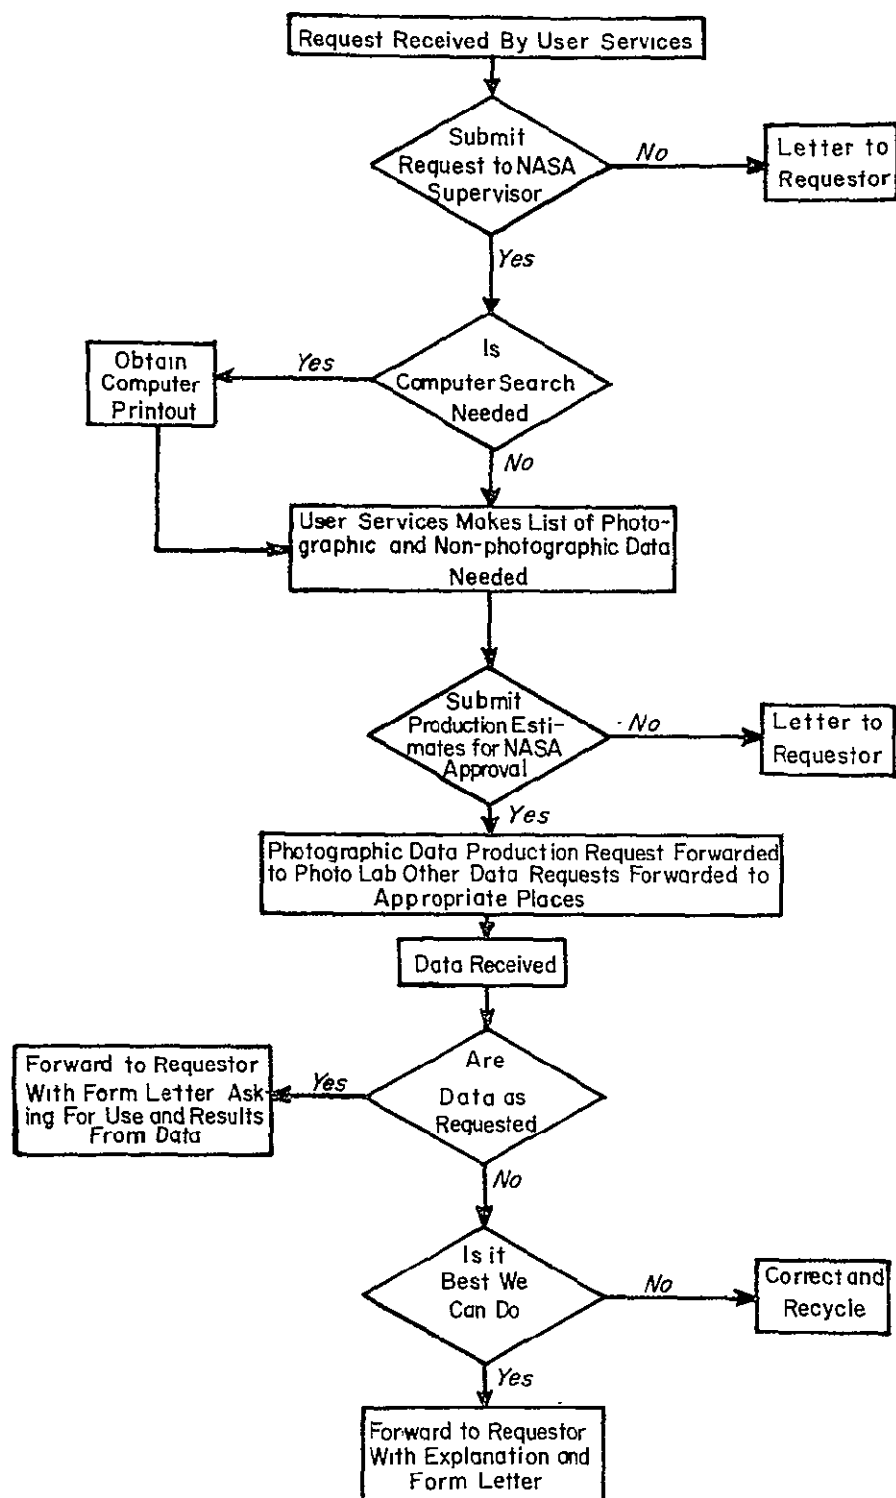 Request Received By User Services
Submit
Request to NASA
Supervisor
No
Letter to
Requestor
Yes
Is
Computer Search
Needed
Yes
Obtain
Computer
Printout
No
User Services Makes List of Photo-
graphic and Non-photographic Data
Needed
Submit
Production Esti-
mates for NASA
Approval
No
Letter to
Requestor
Yes
Photographic Data Production Request Forwarded
to Photo Lab Other Data Requests Forwarded to
Appropriate Places
Data Received
Are
Data as
Requested
Yes
Forward to Requestor
With Form Letter Ask-
ing For Use and Results
From Data
No
Is it
Best We
Can Do
No
Correct and
Recycle
Yes
Forward to Requestor
With Explanation and
Form Letter